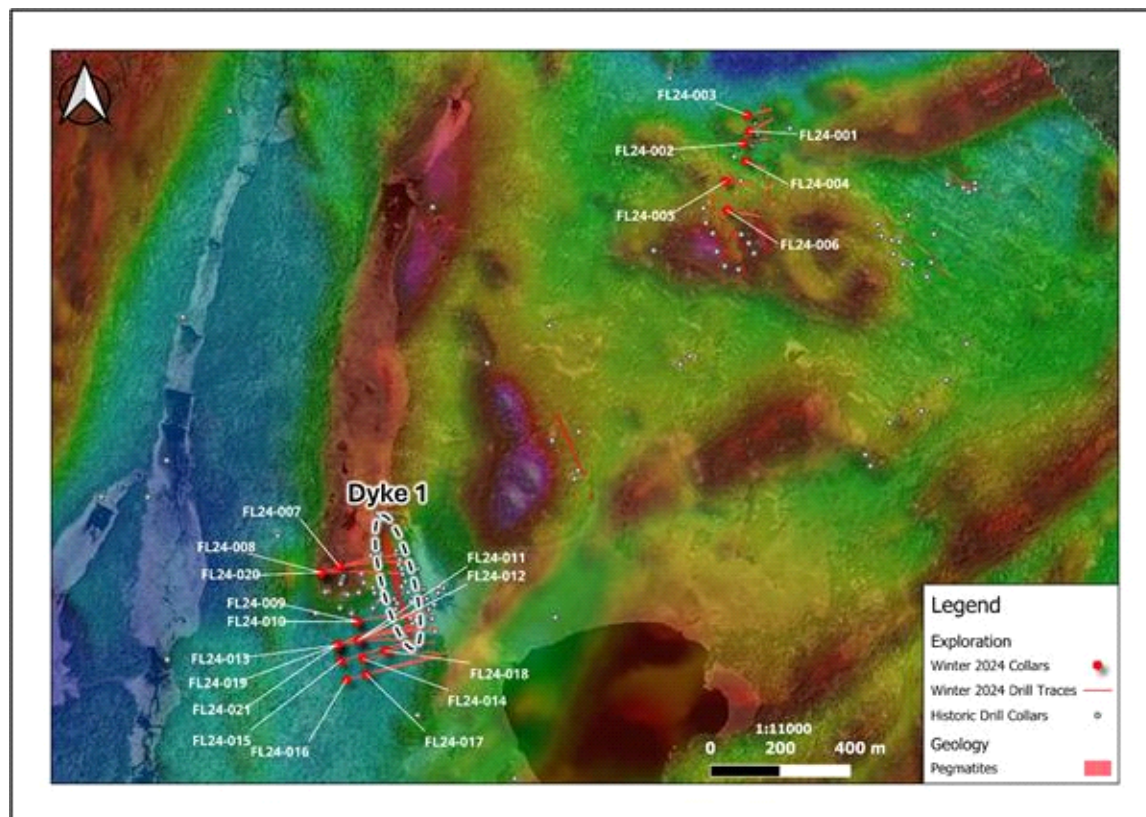 FL24-003
FL24-001
FL24-002
FL24-004
FL24-005
FL24-006
Dyke 1
FL24-007
FL24-008
FL24-011
FL24-012
FL24-020
FL24-009
FL24-010
FL24-013
FL24-018
FL24-019
FL24-014
FL24-021
FL24-015
FL24-016
FL24-017
1:11000
0 200 400 m
Legend
Exploration
Winter 2024 Collars
Winter 2024 Drill Traces
Historic Drill Collars
Geology
Pegmatites